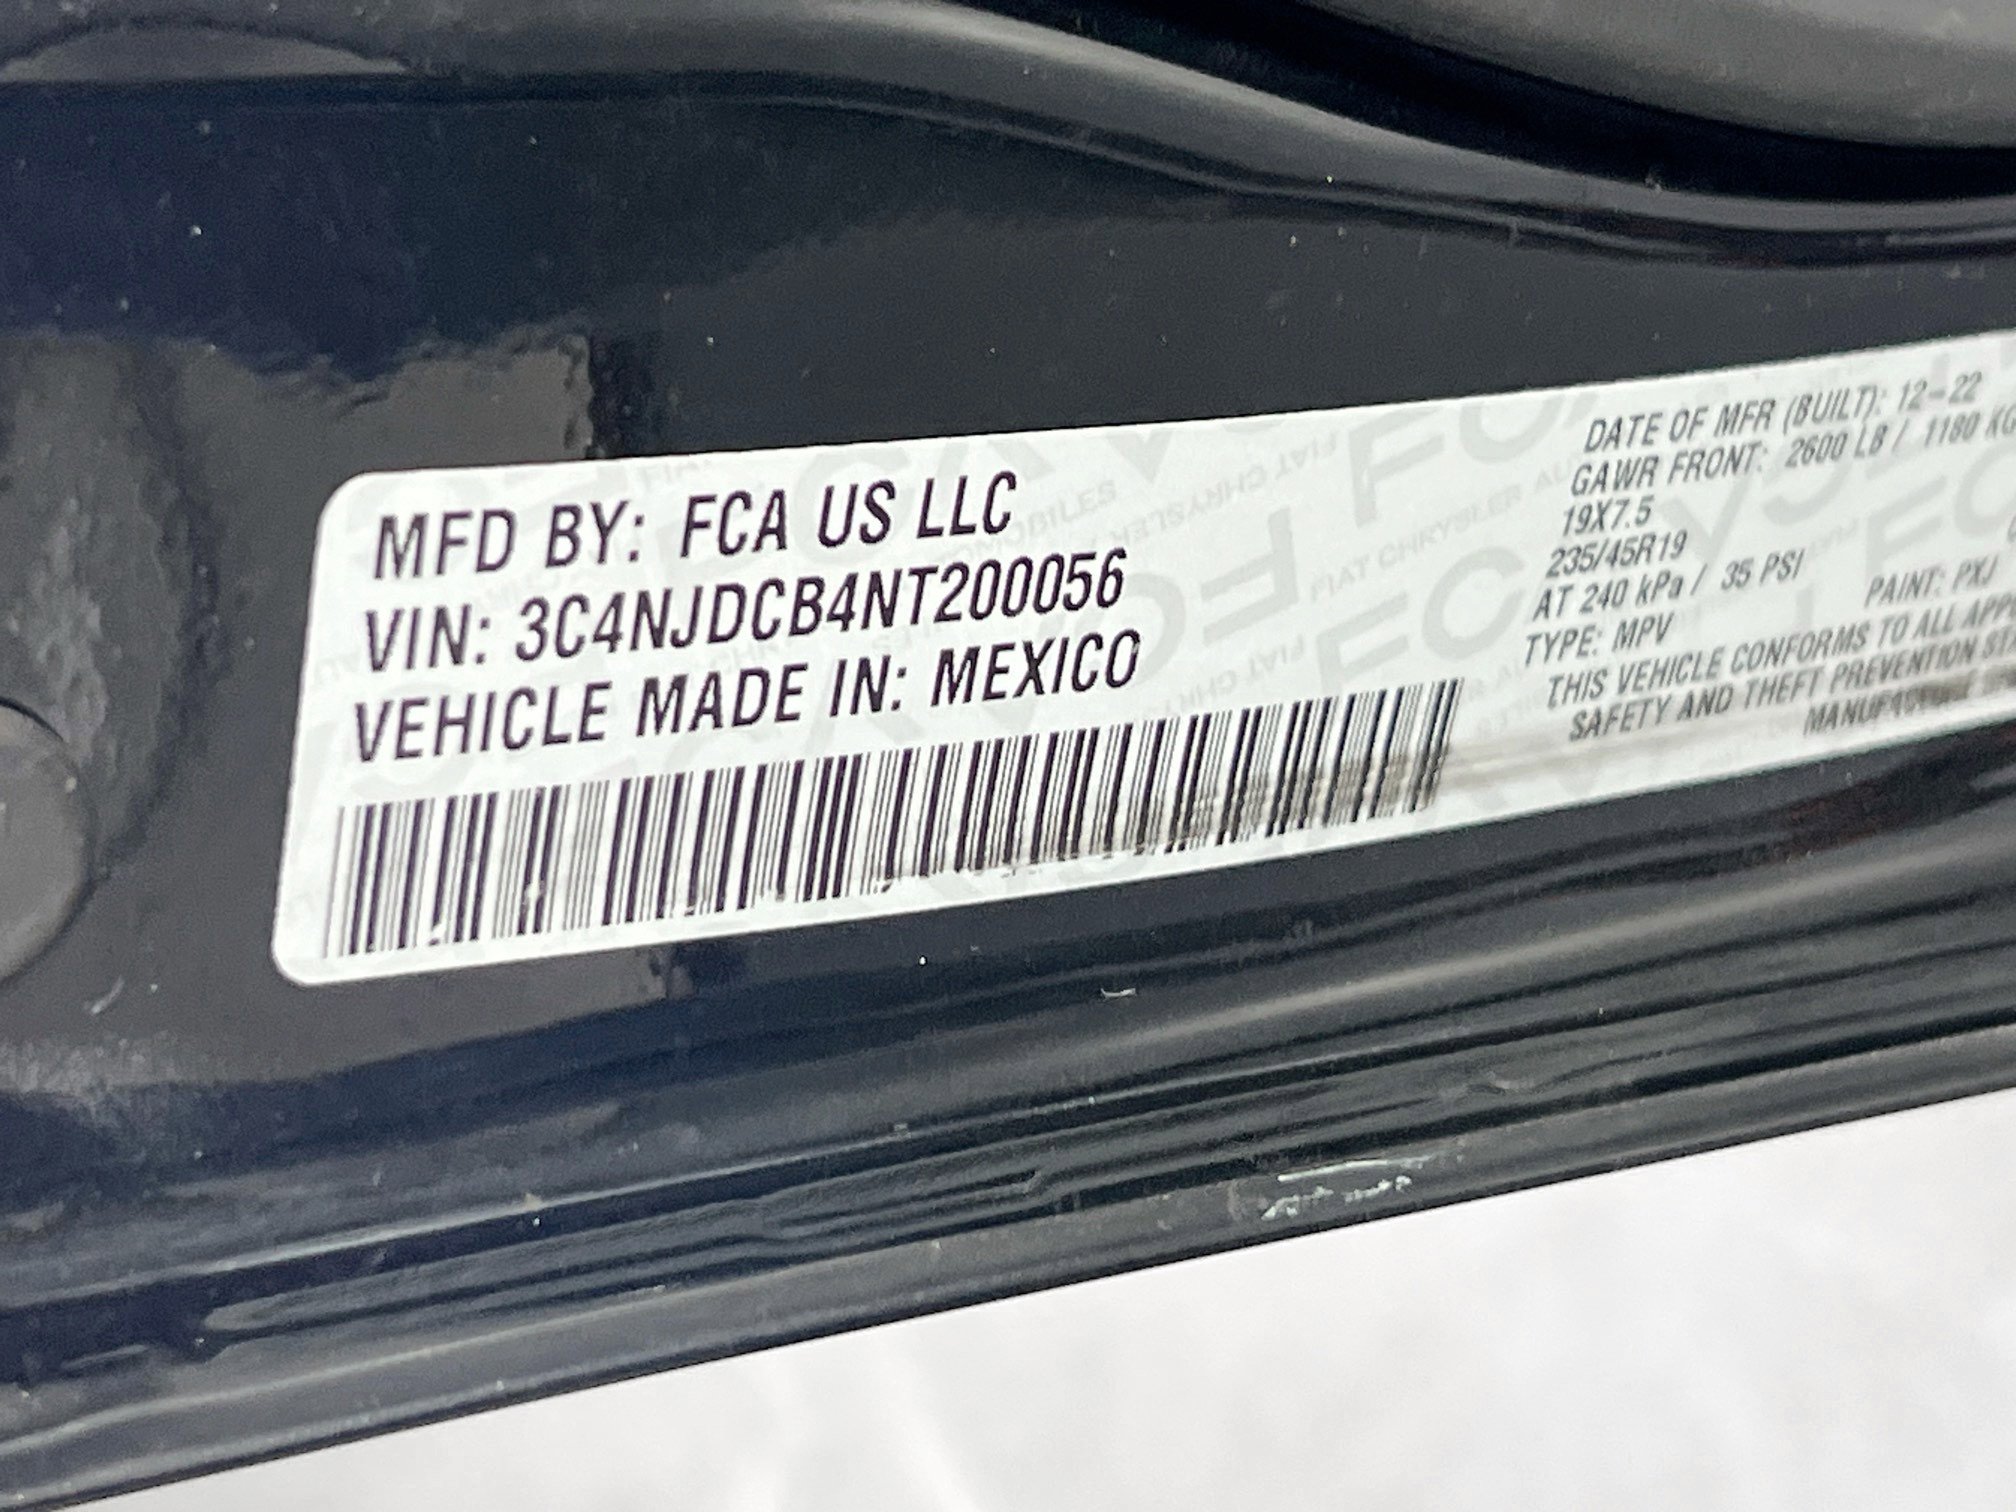 MFD BY: FCA US LLC
VIN: 3C4NJDCB4NT200056
VEHICLE MADE IN: MEXICO
DATE OF MFR (BUILT): 12-22
GAWR FRONT: 2600 LB / 1180 KG
19X7.5
235/45R19
AT 240 kPa / 35 PSI
TYPE: MPV PAINT: PXJ
THIS VEHICLE CONFORMS TO ALL APP
SAFETY AND THEFT PREVENTION ST